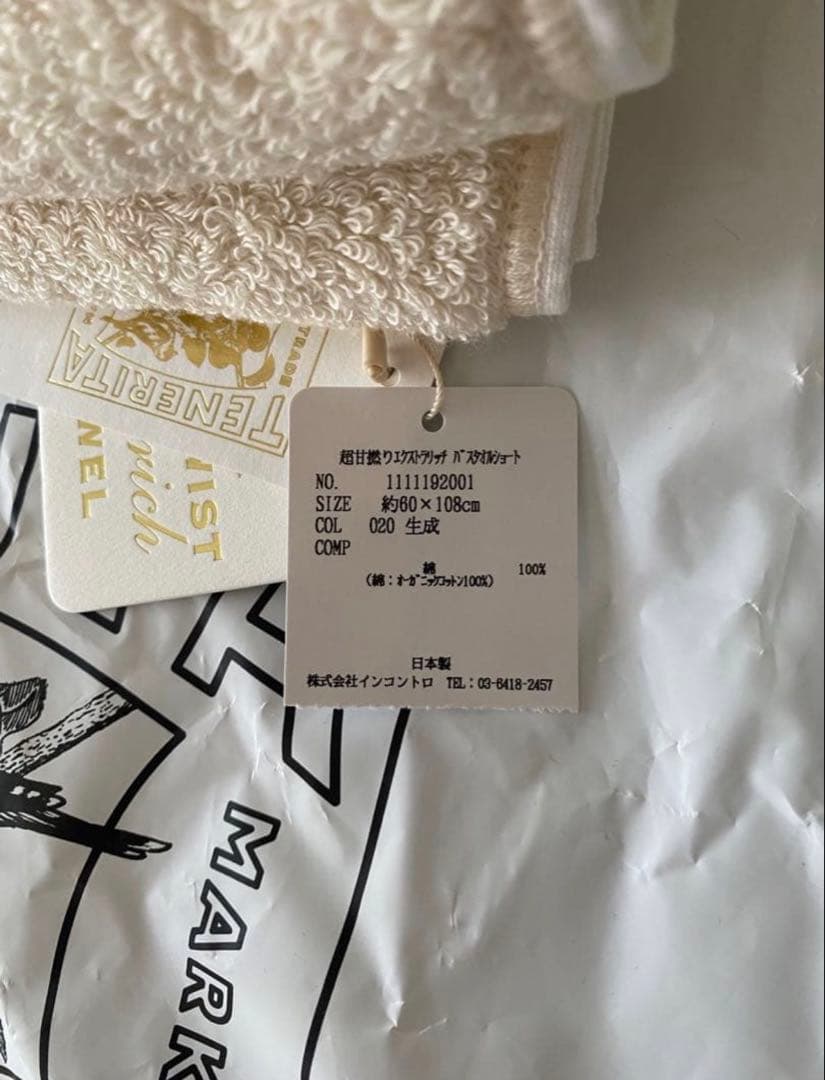 TRADE
TENERITA
NIST
rich
NEL
超甘撚りエクストラリッチ バスタオルショート
NO. 1111192001
SIZE 約60×108cm
COL 020 生成
COMP
綿 100%
(綿：オーガニックコットン100%)
日本製
株式会社インコントロ TEL：03-6418-2457
MARK